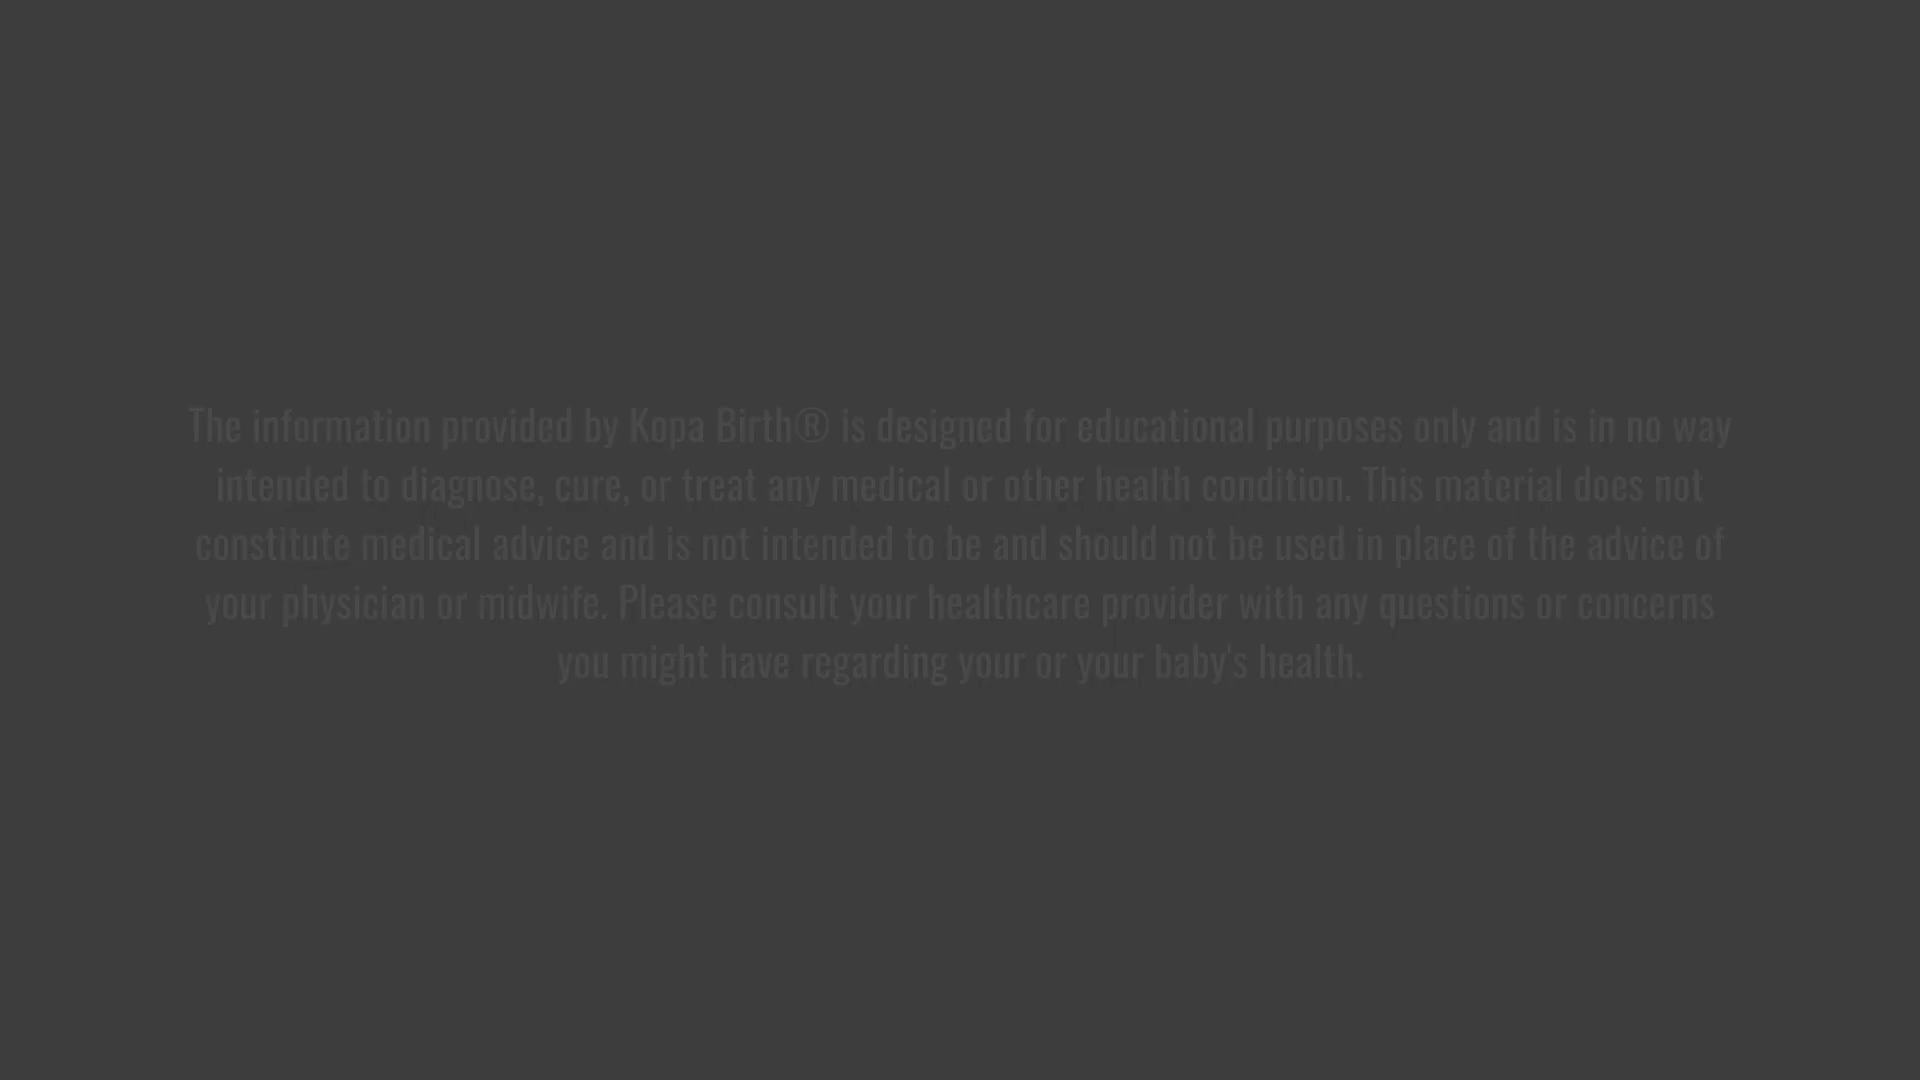 The information provided by Kopa Birth® is designed for educational purposes only and is in no way
intended to diagnose, cure, or treat any medical or other health condition. This material does not
constitute medical advice and is not intended to be and should not be used in place of the advice of
your physician or midwife. Please consult your healthcare provider with any questions or concerns
you might have regarding your or your baby's health.